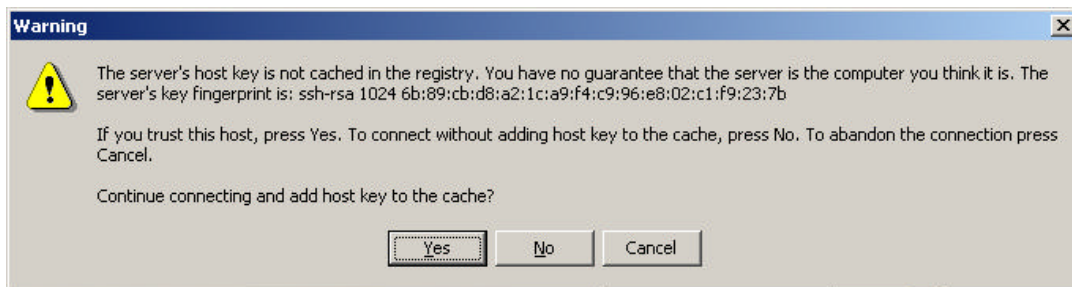 Warning
The server's host key is not cached in the registry. You have no guarantee that the server is the computer you think it is. The
server's key fingerprint is: ssh-rsa 1024 6b:89:cb:d8:a2:1c:a9:f4:c9:96:e8:02:c1:f9:23:7b
If you trust this host, press Yes. To connect without adding host key to the cache, press No. To abandon the connection press
Cancel.
Continue connecting and add host key to the cache?
Yes No Cancel